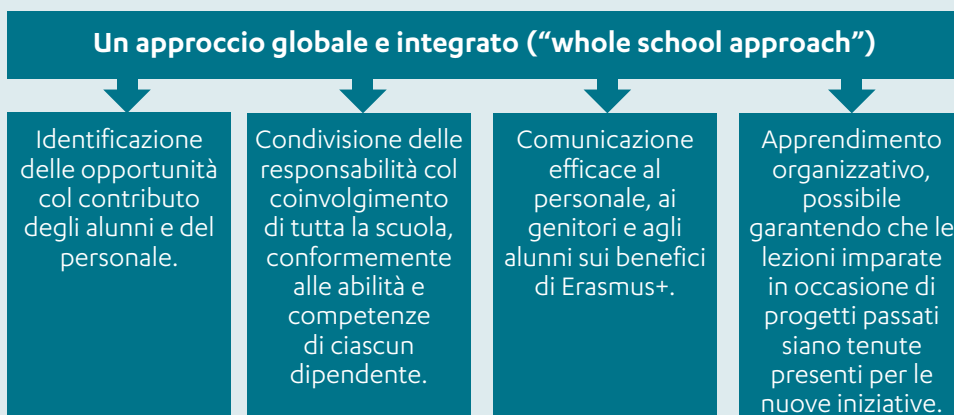 Un approccio globale e integrato (“whole school approach”)
Identificazione
delle opportunità
col contributo
degli alunni e del
personale.
Condivisione delle
responsabilità col
coinvolgimento
di tutta la scuola,
conformemente
alle abilità e
competenze
di ciascun
dipendente.
Comunicazione
efficace al
personale, ai
genitori e agli
alunni sui benefici
di Erasmus+.
Apprendimento
organizzativo,
possibile
garantendo che le
lezioni imparate
in occasione di
progetti passati
siano tenute
presenti per le
nuove iniziative.